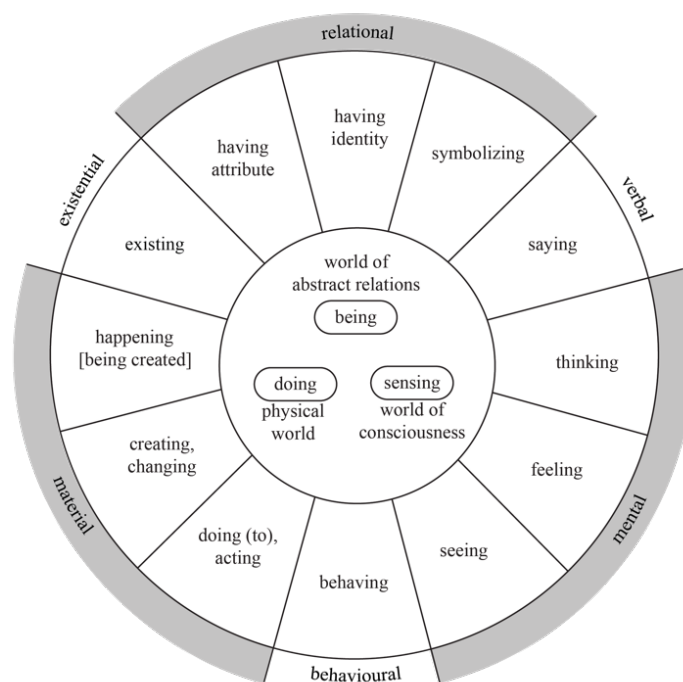 relational
having
identity
having
attribute
symbolizing
existential
verbal
existing
saying
world of
abstract relations
being
happening
[being created]
thinking
doing
physical
world
sensing
world of
consciousness
creating,
changing
feeling
material
mental
doing (to),
acting
behaving
seeing
behavioural